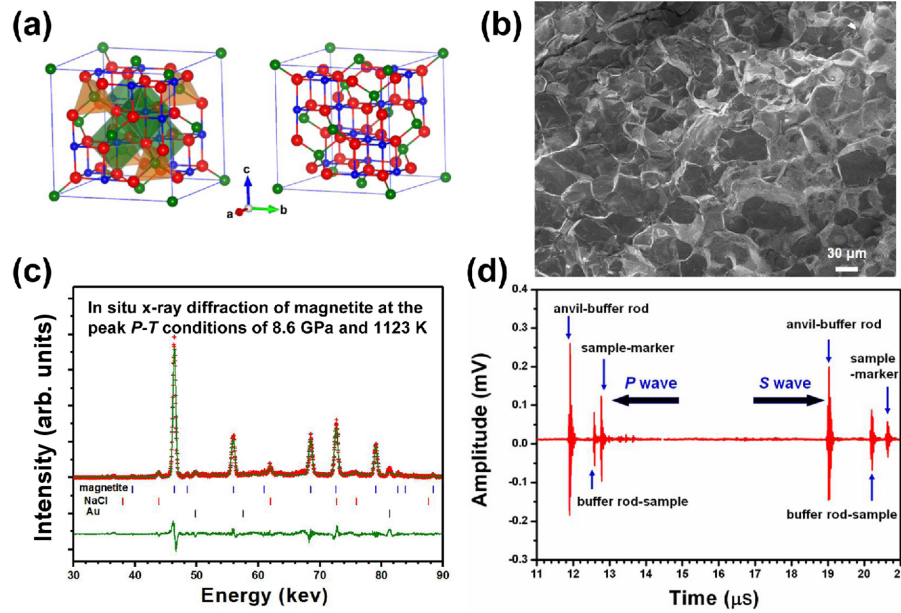 (a)
c
a
b
(b)
30 µm
(c)
In situ x-ray diffraction of magnetite at the
peak P-T conditions of 8.6 GPa and 1123 K
Intensity (arb. units)
magnetite
NaCl
Au
30 40 50 60 70 80 90
Energy (kev)
(d)
0.4
0.3
0.2
0.1
0.0
-0.1
-0.2
-0.3
Amplitude (mV)
anvil-buffer rod
sample-marker
P wave
buffer rod-sample
anvil-buffer rod
sample
-marker
S wave
buffer rod-sample
11 12 13 14 15 16 17 18 19 20 21
Time (µs)